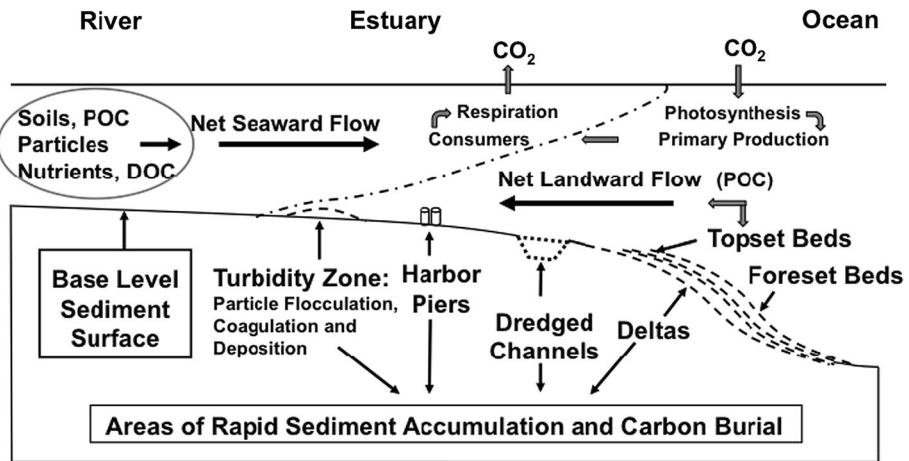 River
Estuary
Ocean
CO2
CO2
Soils, POC
Particles
Nutrients, DOC
Net Seaward Flow
Respiration
Consumers
Photosynthesis
Primary Production
Net Landward Flow (POC)
Topset Beds
Foreset Beds
Base Level
Sediment
Surface
Turbidity Zone:
Particle Flocculation,
Coagulation and
Deposition
Harbor
Piers
Dredged
Channels
Deltas
Areas of Rapid Sediment Accumulation and Carbon Burial